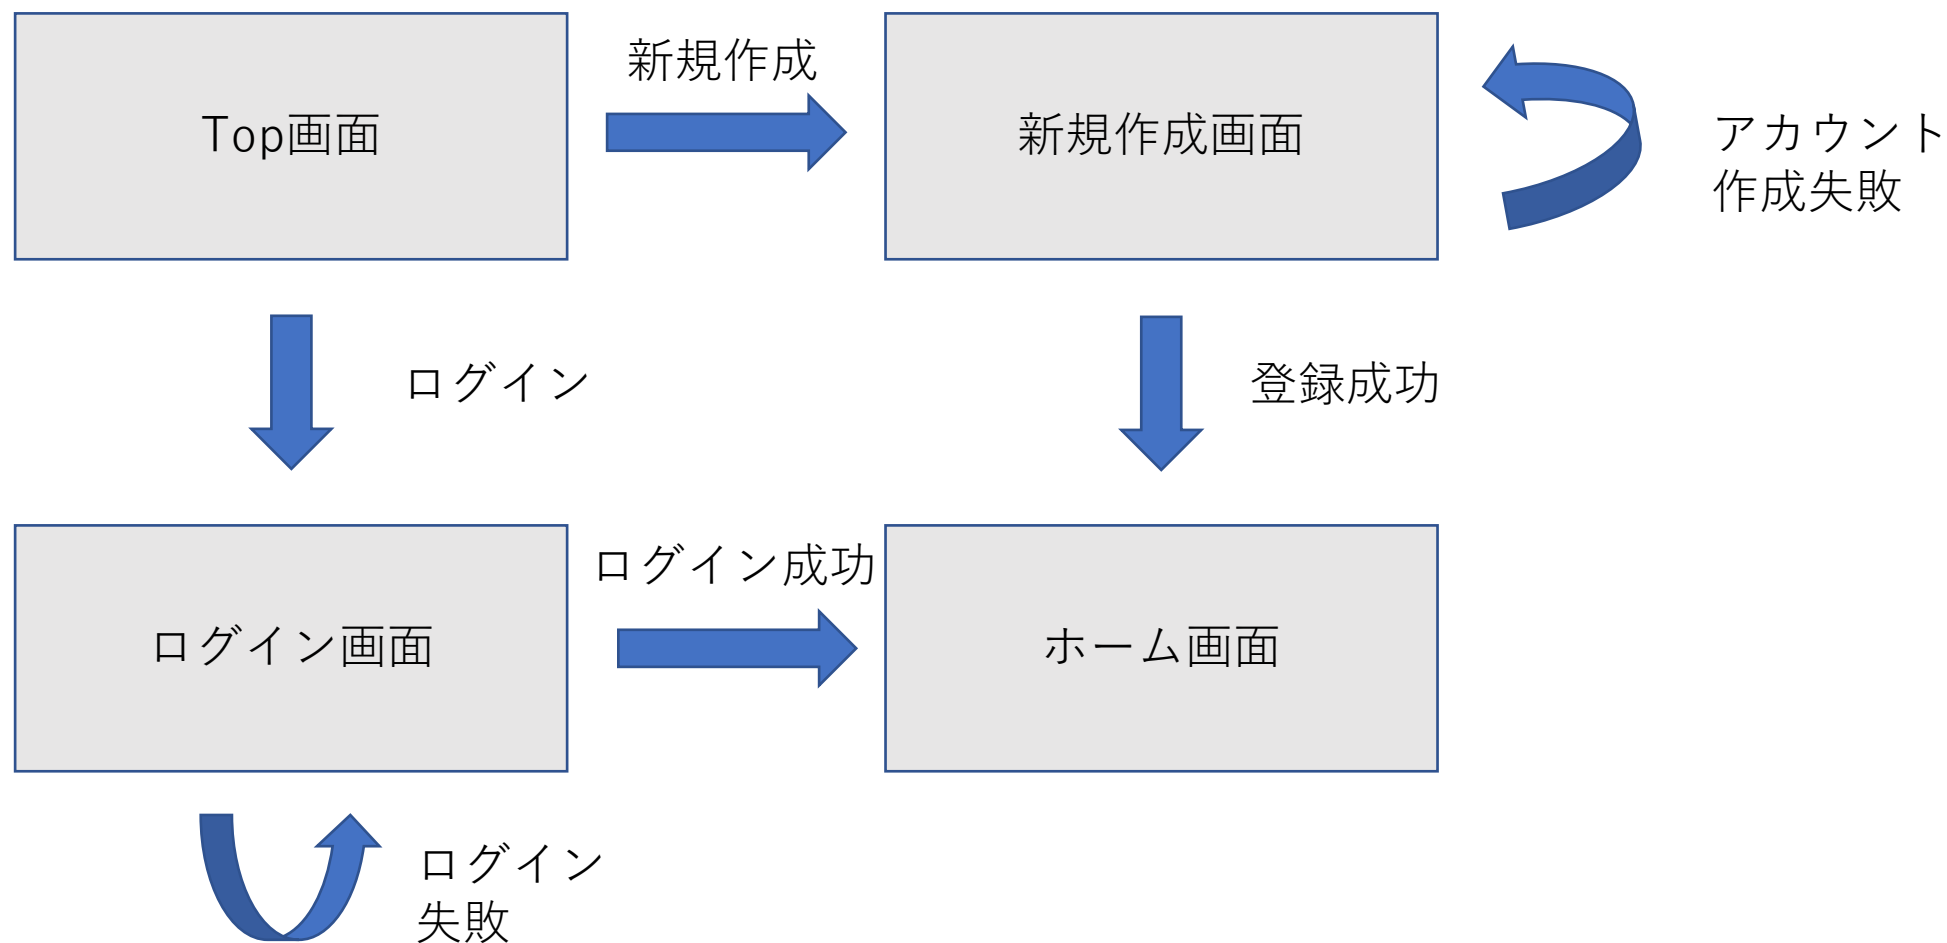 新規作成
Top画面
新規作成画面
アカウント
作成失敗
ログイン
登録成功
ログイン成功
ログイン画面
ホーム画面
ログイン
失敗